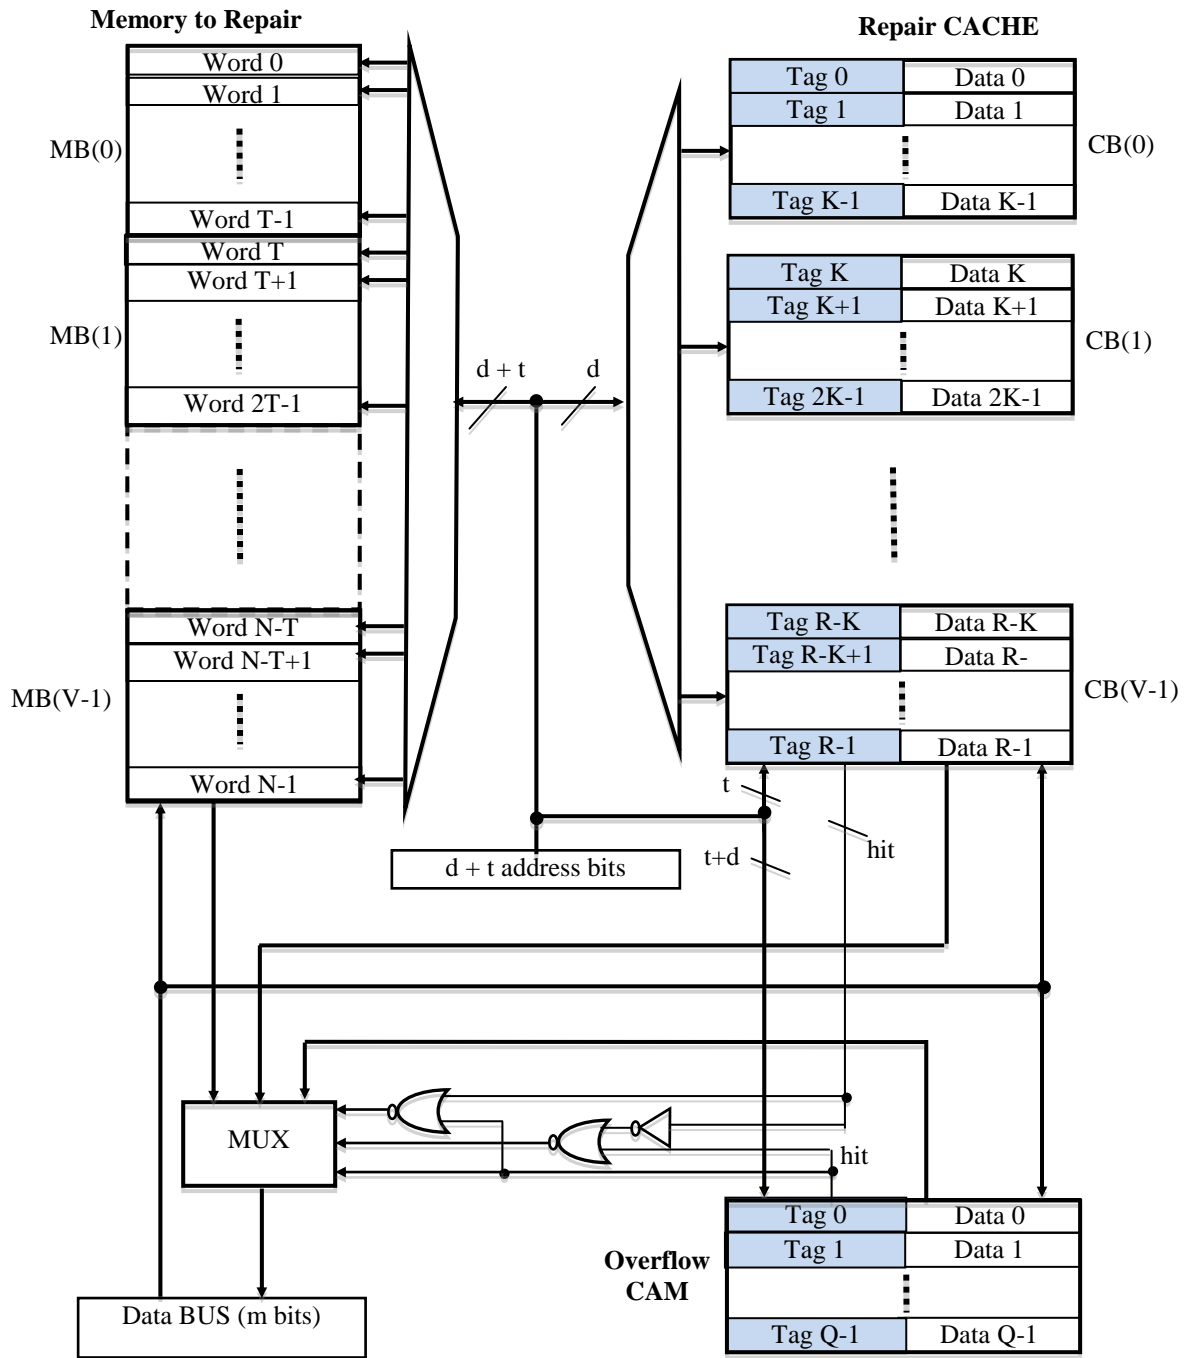 Memory to Repair
Word 0
Word 1
MB(0)
Word T-1
Word T
Word T+1
MB(1)
Word 2T-1
Word N-T
Word N-T+1
MB(V-1)
Word N-1
d + t
d
d + t address bits
Repair CACHE
Tag 0 Data 0
Tag 1 Data 1
CB(0)
Tag K-1 Data K-1
Tag K Data K
Tag K+1 Data K+1
CB(1)
Tag 2K-1 Data 2K-1
Tag R-K Data R-K
Tag R-K+1 Data R-
CB(V-1)
Tag R-1 Data R-1
t
hit
t+d
MUX
hit
Overflow
CAM
Tag 0 Data 0
Tag 1 Data 1
Tag Q-1 Data Q-1
Data BUS (m bits)